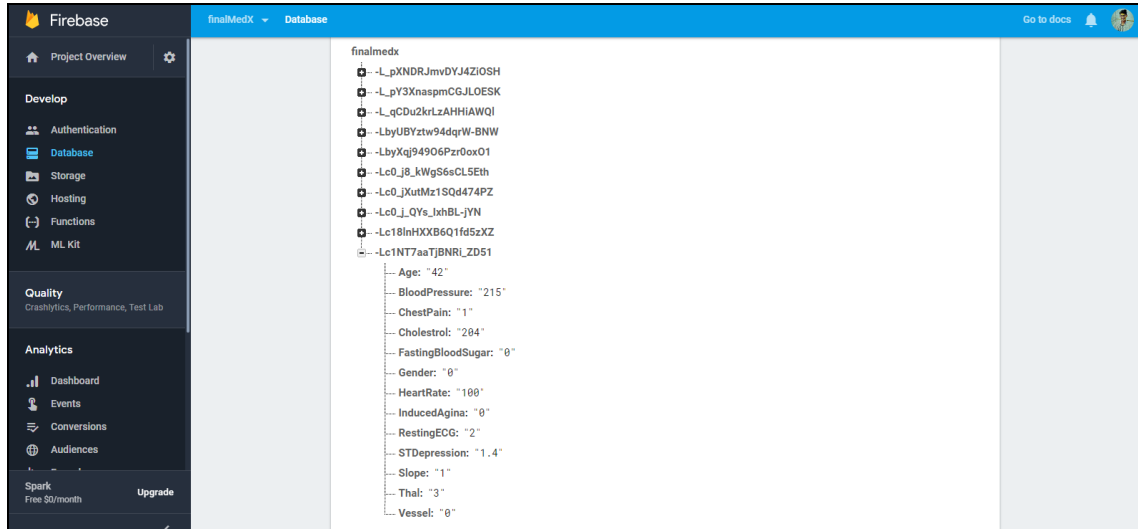 Firebase
finalMedX Database Go to docs
Project Overview
Develop
Authentication
Database
Storage
Hosting
Functions
ML Kit
Quality
Crashlytics, Performance, Test Lab
Analytics
Dashboard
Events
Conversions
Audiences
Spark
Free $0/month
Upgrade
finalmedx
-L_pXNDRJmvDYJ4ZiOSH
-L_pY3XnaspmCGJLOESK
-L_qCDu2krLzAHHiAWQl
-LbyUBYztw94dqrW-BNW
-LbyXqj949O6Pzr0oxO1
-Lc0_j8_kWgS6sCL5Eth
-Lc0_jXutMz1SQd474PZ
-Lc0_j_QYs_IxhBL-jYN
-Lc18lnHXXB6Q1fd5zXZ
-Lc1NT7aaTjBNRi_ZD51
Age: "42"
BloodPressure: "215"
ChestPain: "1"
Cholestrol: "204"
FastingBloodSugar: "0"
Gender: "0"
HeartRate: "100"
InducedAgina: "0"
RestingECG: "2"
STDepression: "1.4"
Slope: "1"
Thal: "3"
Vessel: "0"